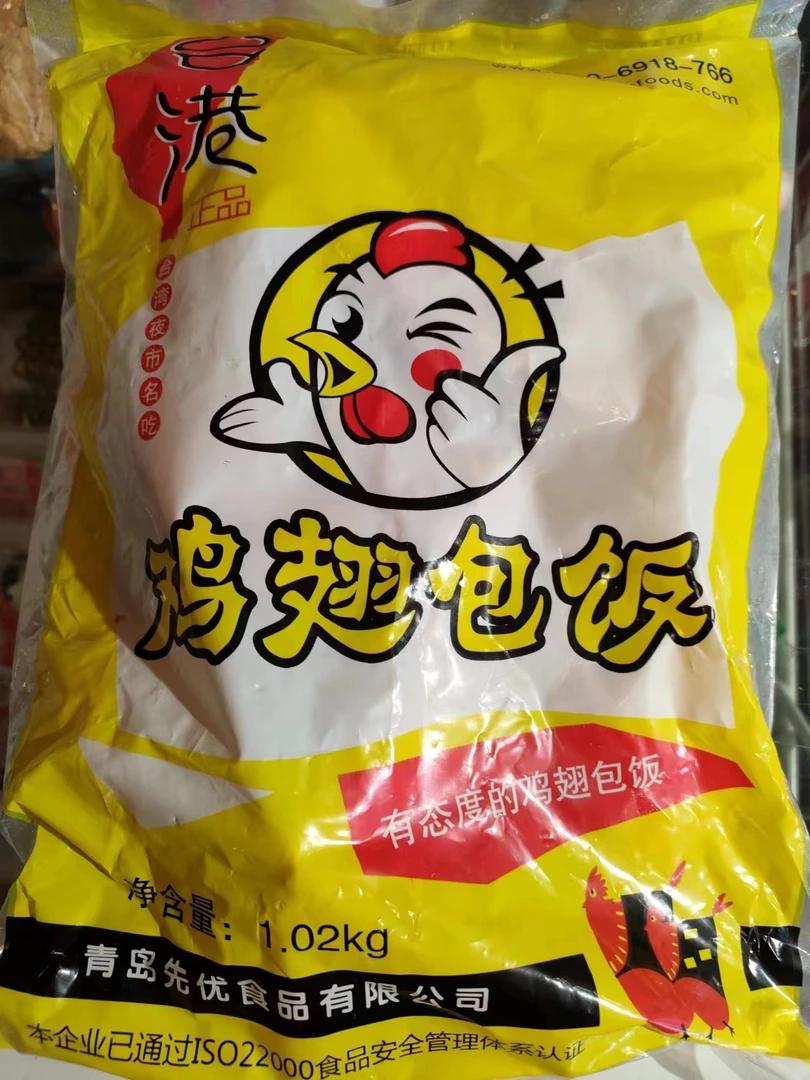 港
正品
0-6918-766
foods.com
台湾夜市名吃
鸡翅包饭
有态度的鸡翅包饭
净含量：1.02kg
青岛先优食品有限公司
本企业已通过ISO22000食品安全管理体系认证